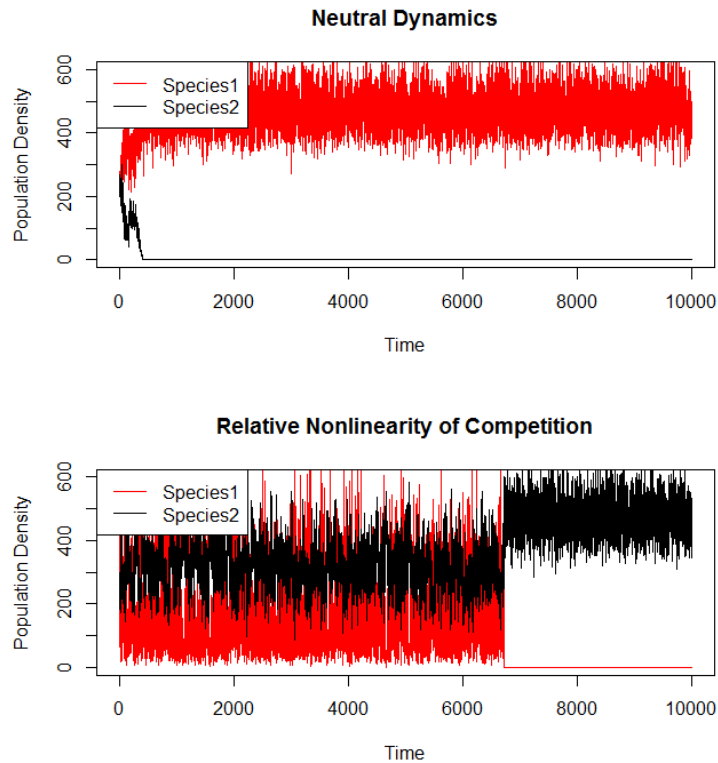 Neutral Dynamics
600
400
200
0
Population Density
Species1
Species2
0 2000 4000 6000 8000 10000
Time
Relative Nonlinearity of Competition
600
400
200
0
Population Density
Species1
Species2
0 2000 4000 6000 8000 10000
Time